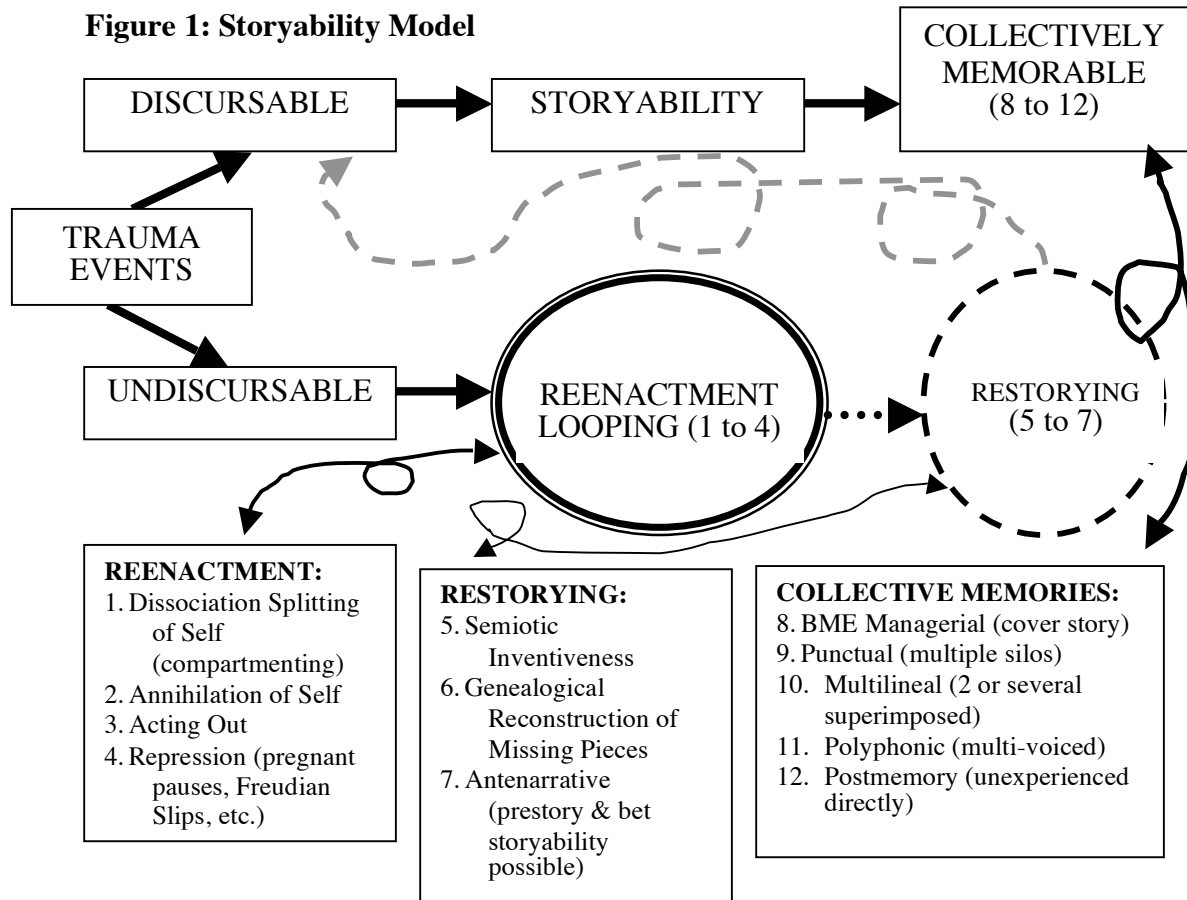 Figure 1: Storyability Model
COLLECTIVELY
MEMORABLE
(8 to 12)
DISCURSABLE
STORYABILITY
TRAUMA
EVENTS
UNDISCURSABLE
REENACTMENT
LOOPING (1 to 4)
RESTORYING
(5 to 7)
REENACTMENT:
1. Dissociation Splitting
of Self
(compartmenting)
2. Annihilation of Self
3. Acting Out
4. Repression (pregnant
pauses, Freudian
Slips, etc.)
RESTORYING:
5. Semiotic
Inventiveness
6. Genealogical
Reconstruction of
Missing Pieces
7. Antenarrative
(prestory & bet
storyability
possible)
COLLECTIVE MEMORIES:
8. BME Managerial (cover story)
9. Punctual (multiple silos)
10. Multilineal (2 or several
superimposed)
11. Polyphonic (multi-voiced)
12. Postmemory (unexperienced
directly)